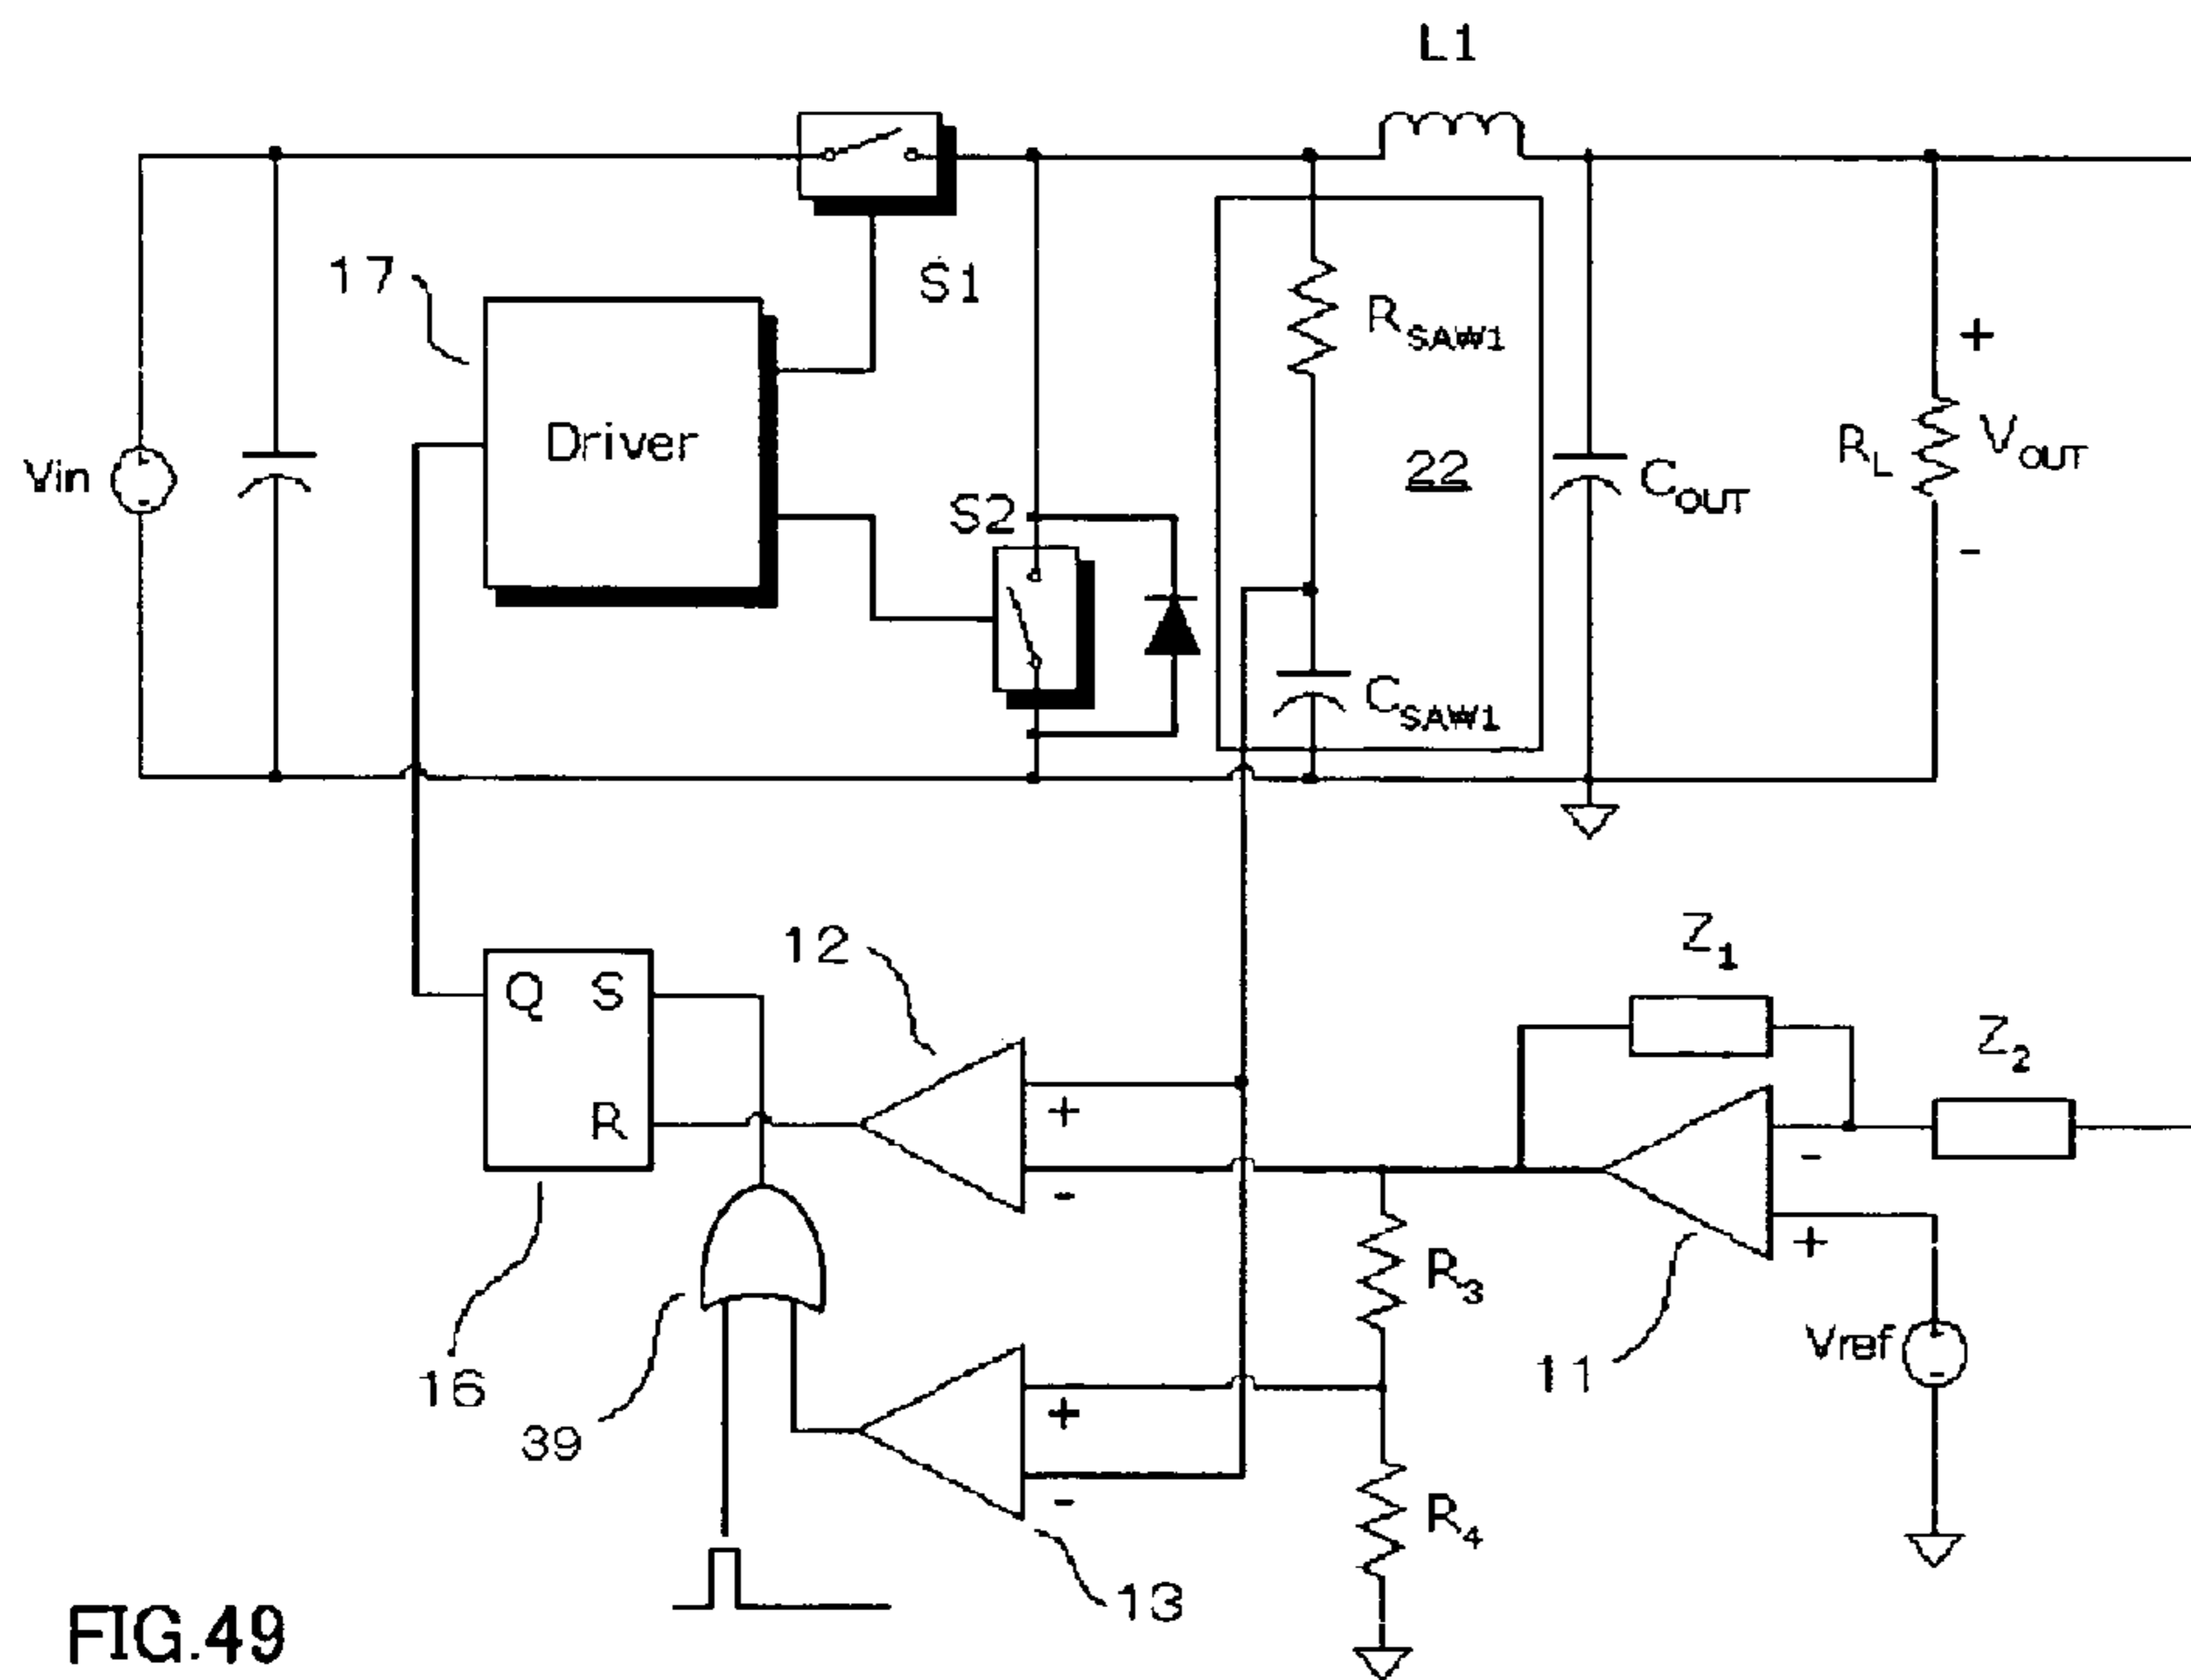 L1
S1
17
R_SAW1
+
Driver
Vin
22
R_L
V_OUT
C_OUT
S2
-
C_SAW1
12
Z_1
Q S
Z_2
R
+
-
-
+
R_3
Vref
11
16
39
+
-
R_4
13
FIG.49